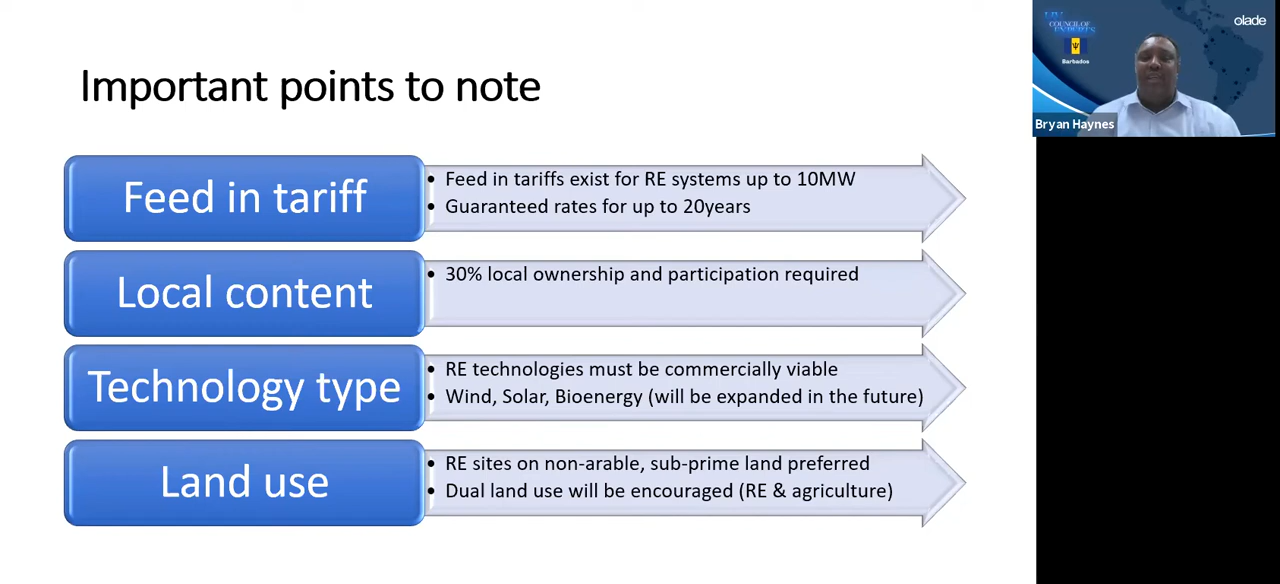 Important points to note
Feed in tariff
• Feed in tariffs exist for RE systems up to 10MW
• Guaranteed rates for up to 20years
Local content
• 30% local ownership and participation required
Technology type
• RE technologies must be commercially viable
• Wind, Solar, Bioenergy (will be expanded in the future)
Land use
• RE sites on non-arable, sub-prime land preferred
• Dual land use will be encouraged (RE & agriculture)
olade
COUNCIL OF
EXPERTS
Barbados
Bryan Haynes